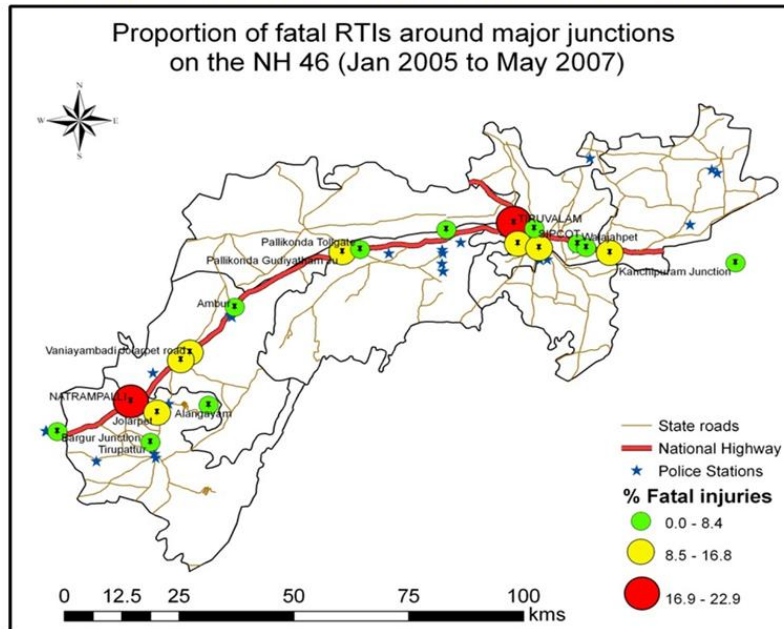 Proportion of fatal RTIs around major junctions
on the NH 46 (Jan 2005 to May 2007)
N
W E
S
TIRUVALAM
SIPCOT Walajahpet
Pallikonda Tollgate
Pallikonda Gudiyatham Ju
Kanchipuram Junction
Ambur
Vaniayambadi Jolarpet road
NATRAMPALLI
Alangayam
Jolarpet
Bargur Junction
Tirupattur
State roads
National Highway
Police Stations
% Fatal injuries
0.0 - 8.4
8.5 - 16.8
16.9 - 22.9
0 12.5 25 50 75 100
kms